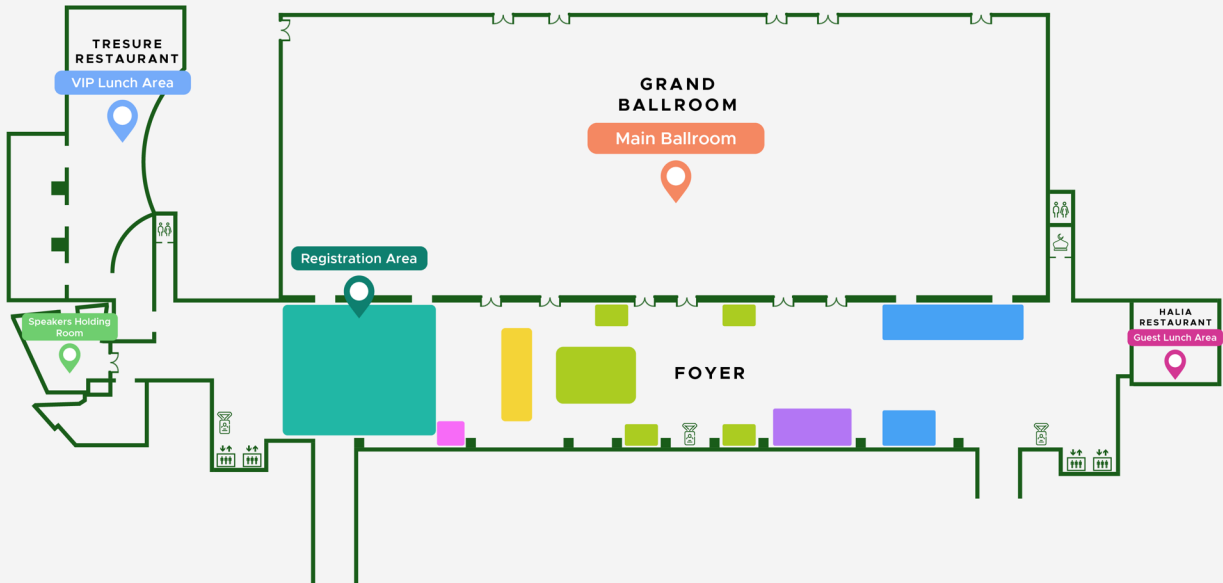 TRESURE
RESTAURANT
VIP Lunch Area
GRAND
BALLROOM
Main Ballroom
Registration Area
Speakers Holding
Room
FOYER
HALIA
RESTAURANT
Guest Lunch Area